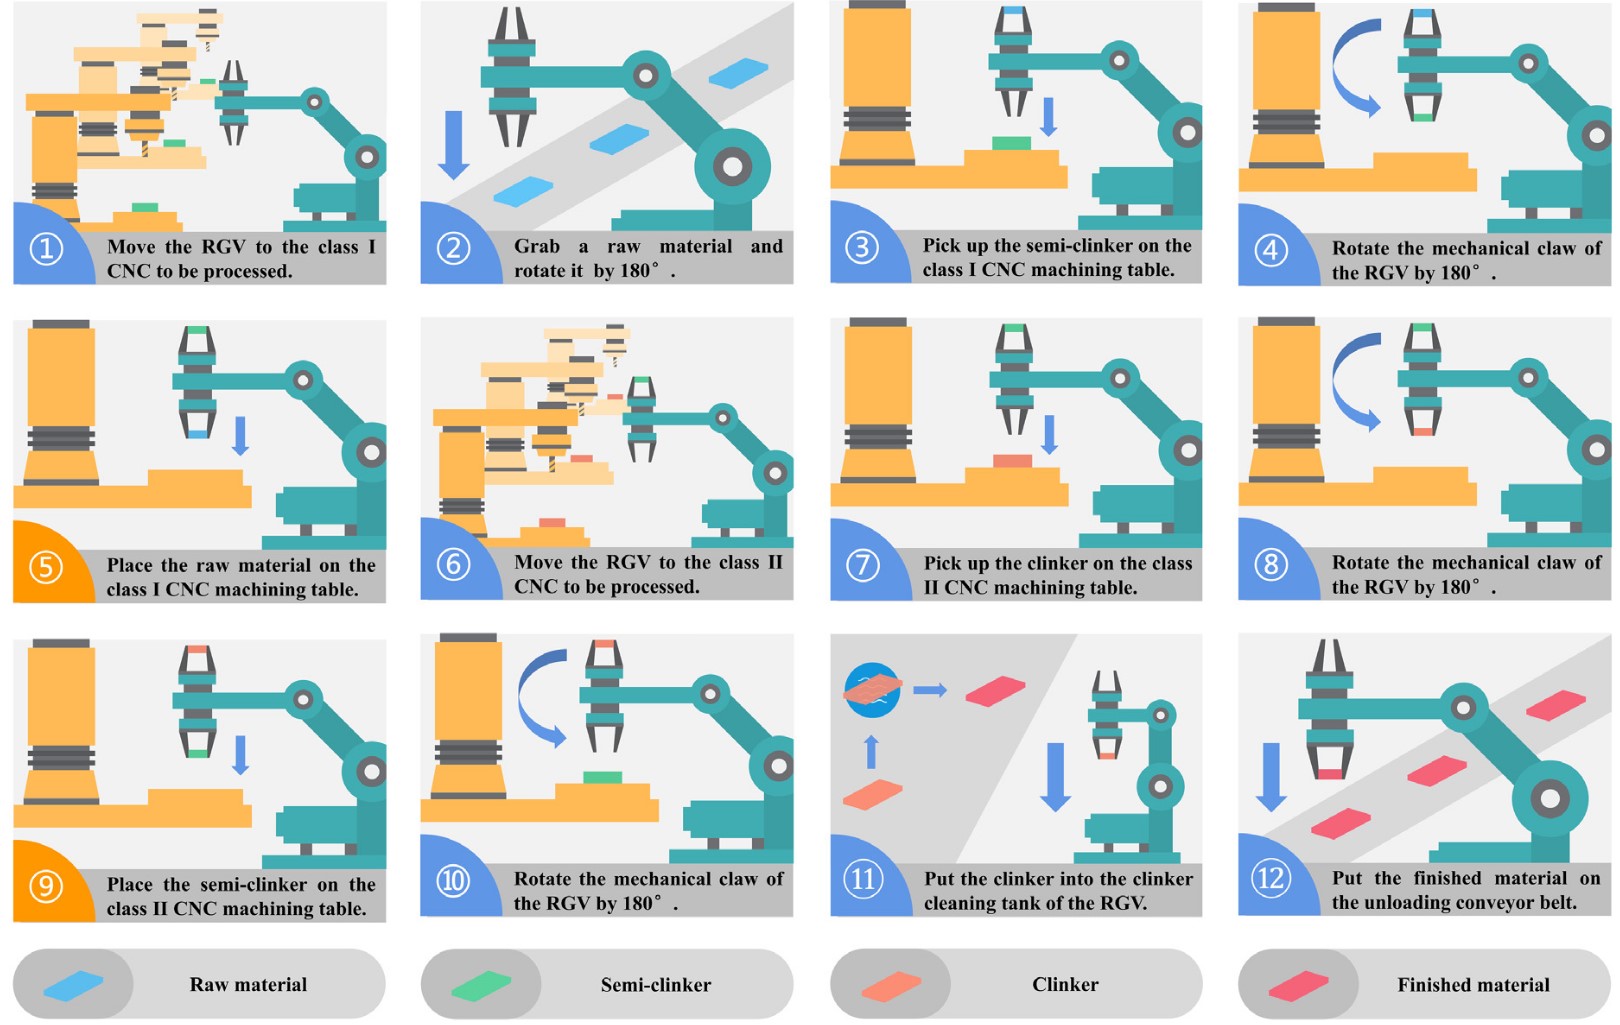 ①
Move the RGV to the class I
CNC to be processed.
②
Grab a raw material and
rotate it by 180° .
③
Pick up the semi-clinker on the
class I CNC machining table.
④
Rotate the mechanical claw of
the RGV by 180° .
⑤
Place the raw material on the
class I CNC machining table.
⑥
Move the RGV to the class II
CNC to be processed.
⑦
Pick up the clinker on the class
II CNC machining table.
⑧
Rotate the mechanical claw of
the RGV by 180° .
⑨
Place the semi-clinker on the
class II CNC machining table.
⑩
Rotate the mechanical claw of
the RGV by 180° .
⑪
Put the clinker into the clinker
cleaning tank of the RGV.
⑫
Put the finished material on
the unloading conveyor belt.
Raw material
Semi-clinker
Clinker
Finished material